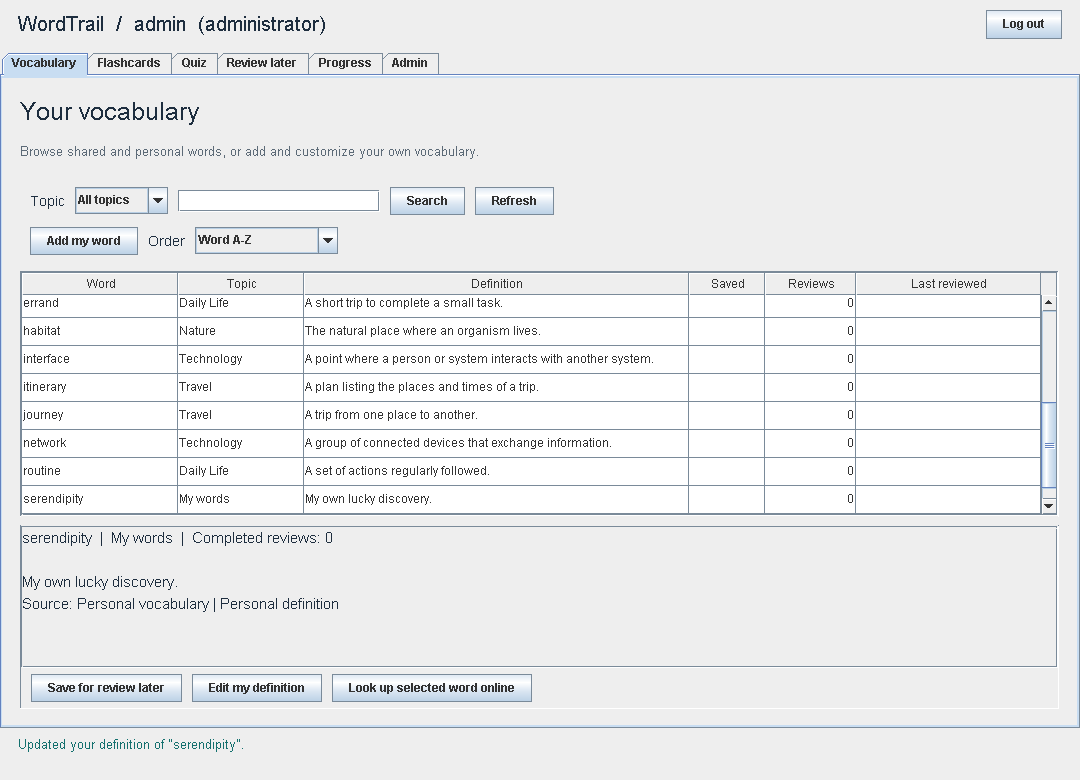 WordTrail / admin (administrator)
Log out
Vocabulary Flashcards Quiz Review later Progress Admin
Your vocabulary
Browse shared and personal words, or add and customize your own vocabulary.
Topic All topics Search Refresh
Add my word Order Word A-Z
Word Topic Definition Saved Reviews Last reviewed
errand Daily Life A short trip to complete a small task. 0
habitat Nature The natural place where an organism lives. 0
interface Technology A point where a person or system interacts with another system. 0
itinerary Travel A plan listing the places and times of a trip. 0
journey Travel A trip from one place to another. 0
network Technology A group of connected devices that exchange information. 0
routine Daily Life A set of actions regularly followed. 0
serendipity My words My own lucky discovery. 0
serendipity | My words | Completed reviews: 0
My own lucky discovery.
Source: Personal vocabulary | Personal definition
Save for review later Edit my definition Look up selected word online
Updated your definition of "serendipity".